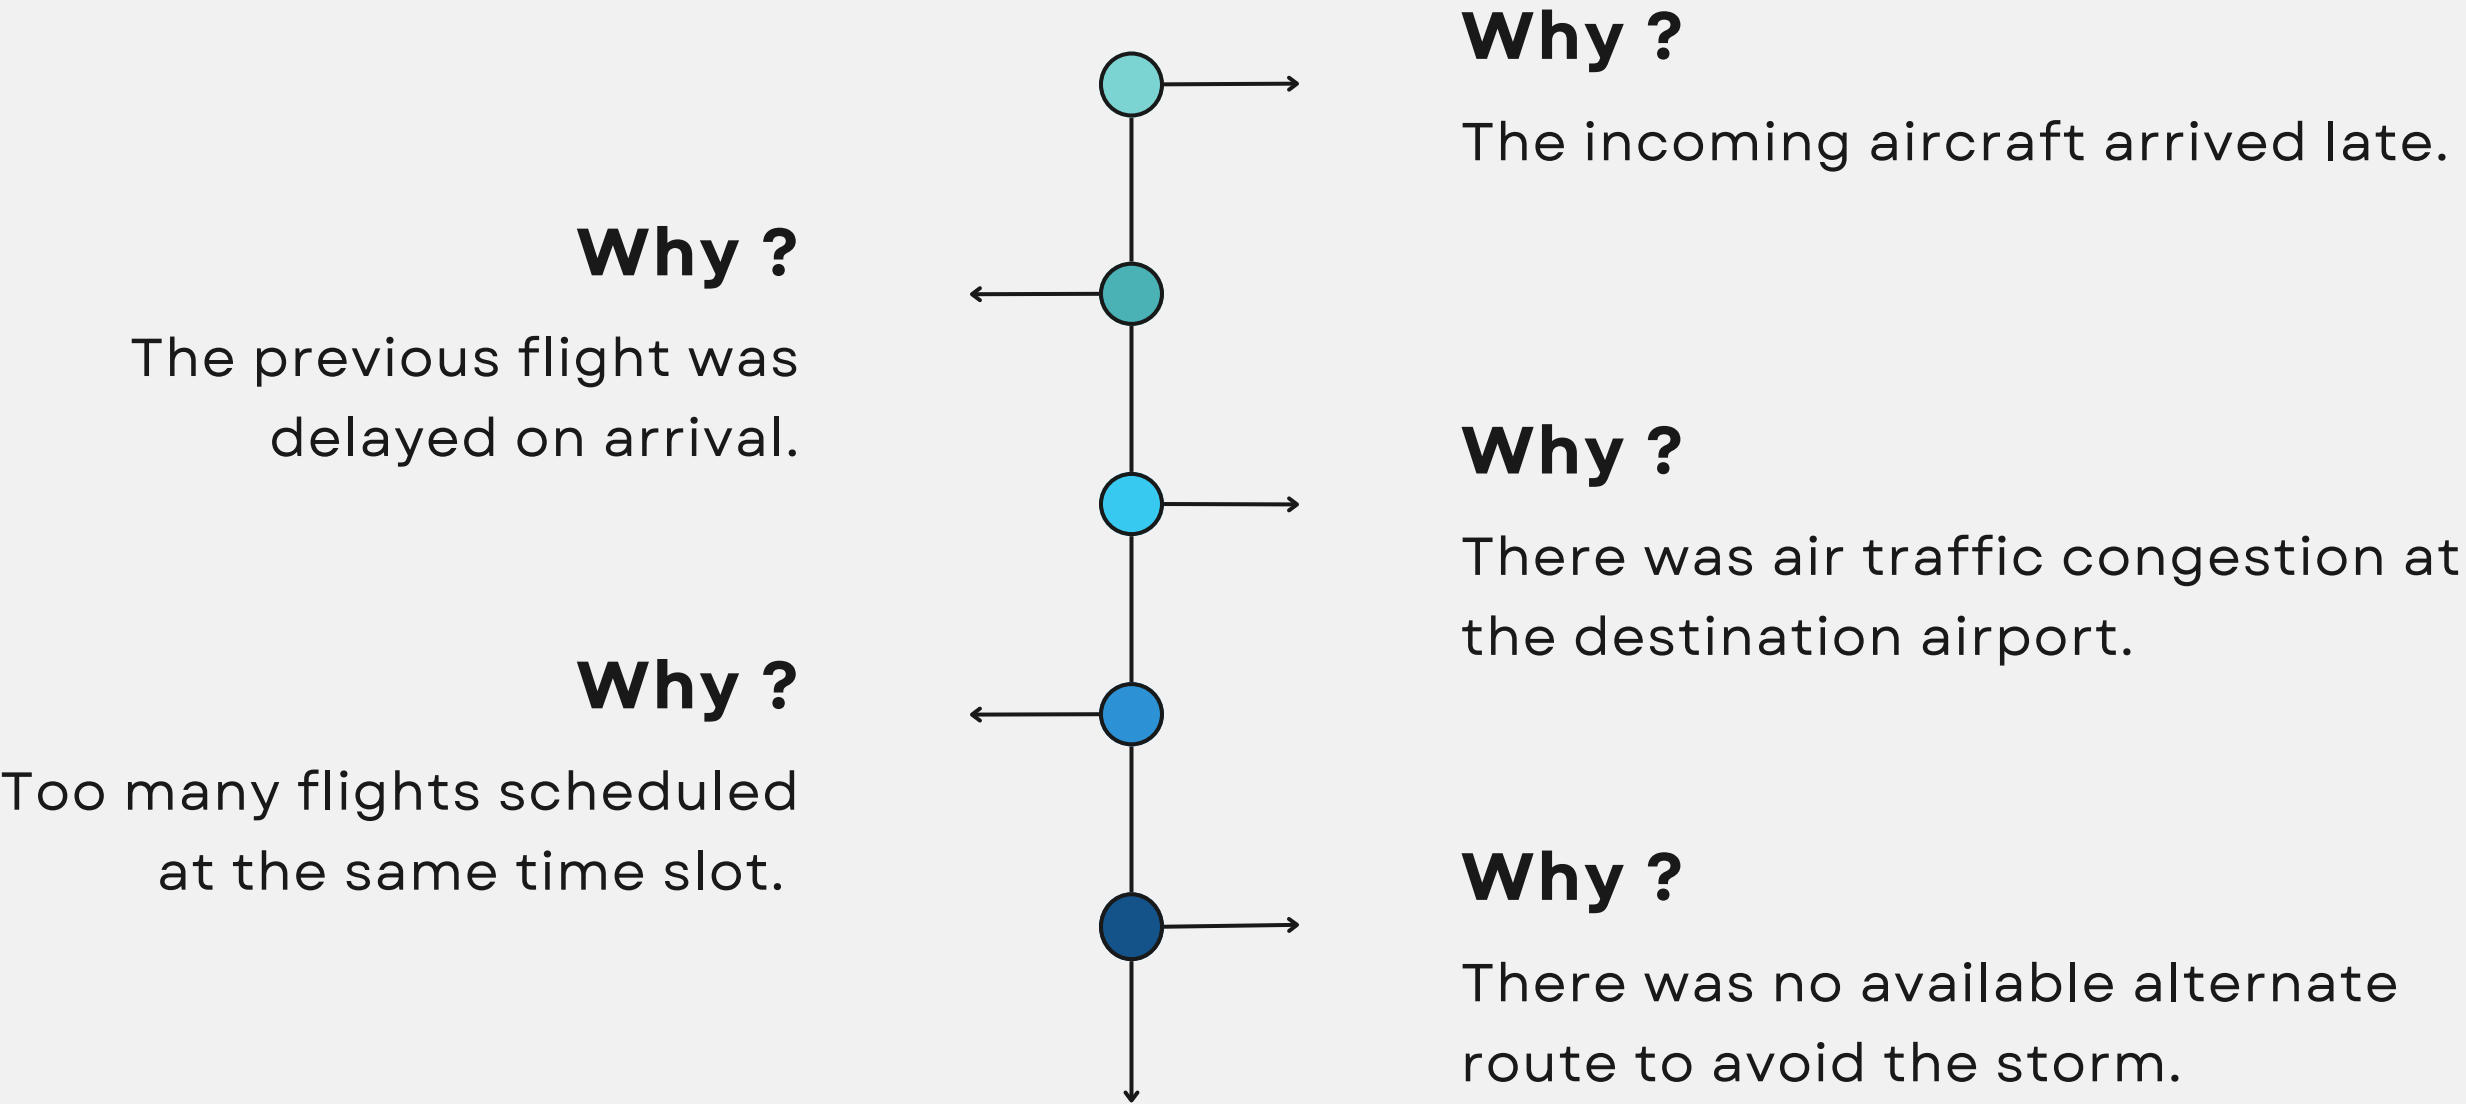 Why ?
The incoming aircraft arrived late.
Why ?
The previous flight was
delayed on arrival.
Why ?
There was air traffic congestion at
the destination airport.
Why ?
Too many flights scheduled
at the same time slot.
Why ?
There was no available alternate
route to avoid the storm.